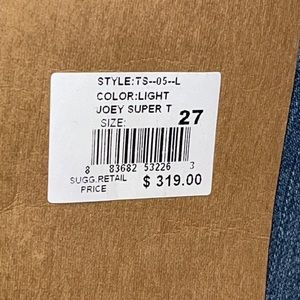 STYLE:TS--05--L
COLOR:LIGHT
JOEY SUPER T
SIZE: 27
8 83682 53226 3
SUGG.RETAIL
PRICE $ 319.00